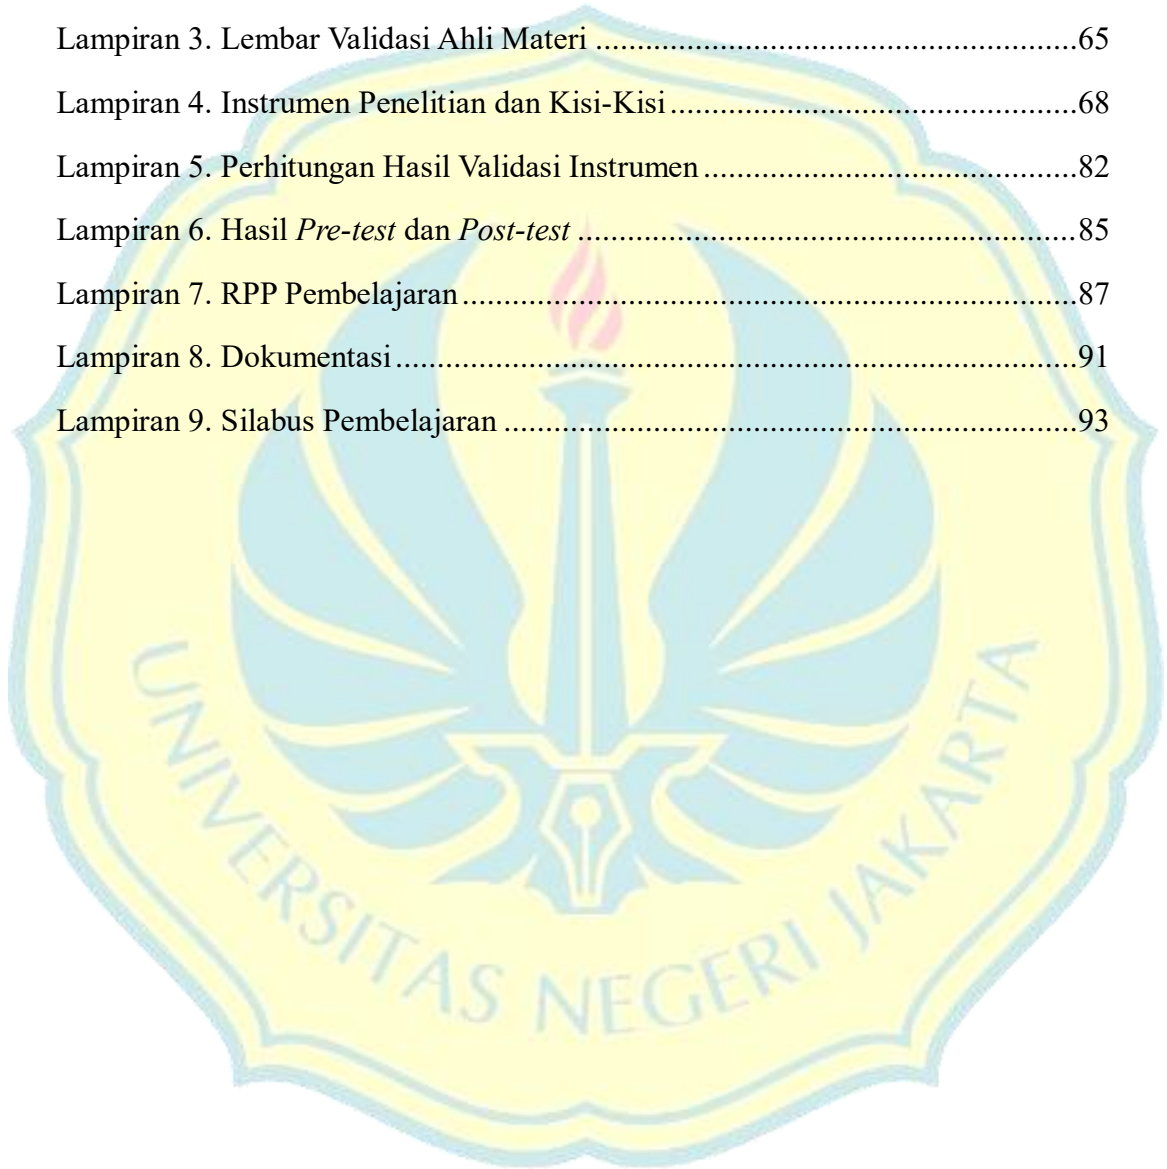 Lampiran 3. Lembar Validasi Ahli Materi ............................................................65
Lampiran 4. Instrumen Penelitian dan Kisi-Kisi ...................................................68
Lampiran 5. Perhitungan Hasil Validasi Instrumen ...............................................82
Lampiran 6. Hasil Pre-test dan Post-test ..............................................................85
Lampiran 7. RPP Pembelajaran .............................................................................87
Lampiran 8. Dokumentasi .....................................................................................91
Lampiran 9. Silabus Pembelajaran ........................................................................93
UNIVERSITAS NEGERI JAKARTA